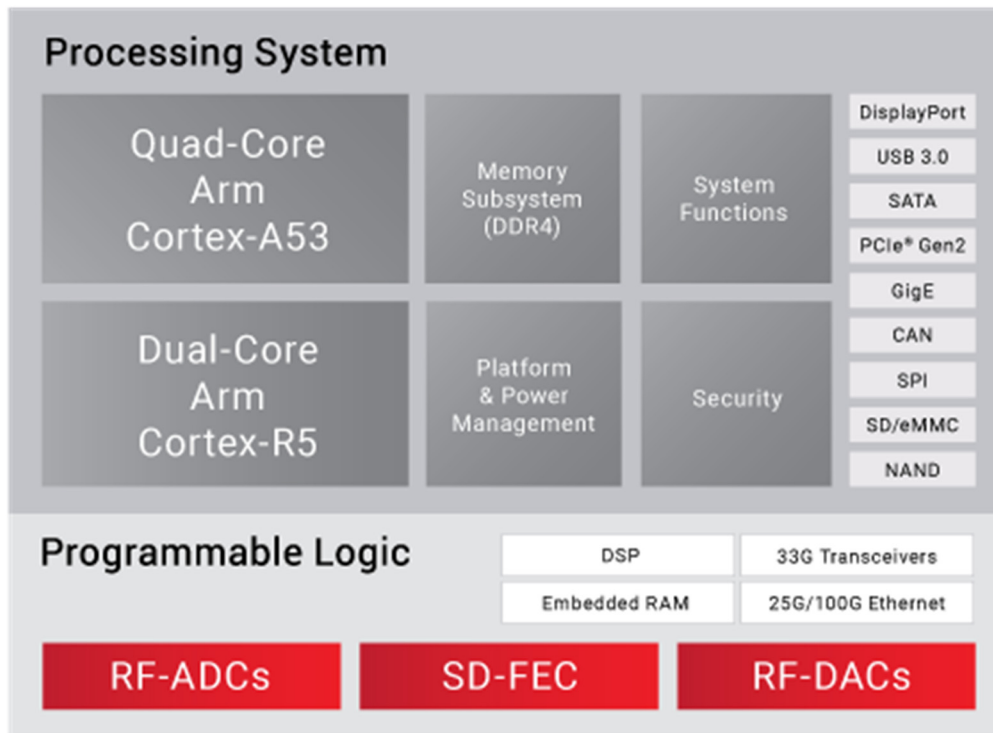 Processing System
Quad-Core
Arm
Cortex-A53
Memory
Subsystem
(DDR4)
System
Functions
DisplayPort
USB 3.0
SATA
PCIe® Gen2
GigE
CAN
SPI
SD/eMMC
NAND
Dual-Core
Arm
Cortex-R5
Platform
& Power
Management
Security
Programmable Logic
DSP
33G Transceivers
Embedded RAM
25G/100G Ethernet
RF-ADCs
SD-FEC
RF-DACs